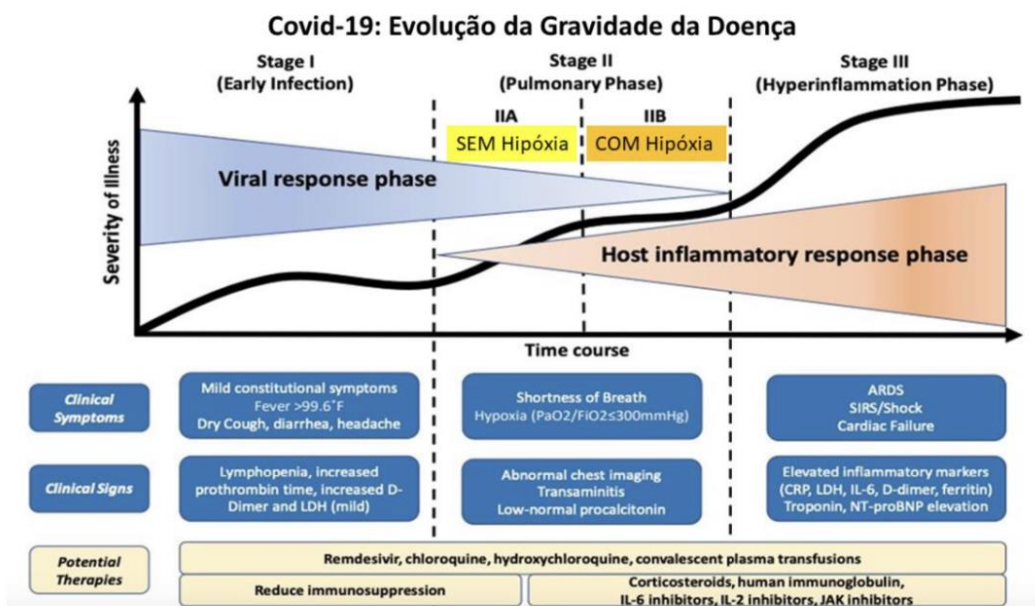 Covid-19: Evolução da Gravidade da Doença
Stage I
(Early Infection)
Stage II
(Pulmonary Phase)
Stage III
(Hyperinflammation Phase)
IIA
SEM Hipóxia
IIB
COM Hipóxia
Severity of Illness
Viral response phase
Host inflammatory response phase
Time course
Clinical
Symptoms
Mild constitutional symptoms
Fever >99.6°F
Dry Cough, diarrhea, headache
Shortness of Breath
Hypoxia (PaO2/FiO2≤300mmHg)
ARDS
SIRS/Shock
Cardiac Failure
Clinical Signs
Lymphopenia, increased
prothrombin time, increased D-
Dimer and LDH (mild)
Abnormal chest imaging
Transaminitis
Low-normal procalcitonin
Elevated inflammatory markers
(CRP, LDH, IL-6, D-dimer, ferritin)
Troponin, NT-proBNP elevation
Potential
Therapies
Remdesivir, chloroquine, hydroxychloroquine, convalescent plasma transfusions
Reduce immunosuppression
Corticosteroids, human immunoglobulin,
IL-6 inhibitors, IL-2 inhibitors, JAK inhibitors